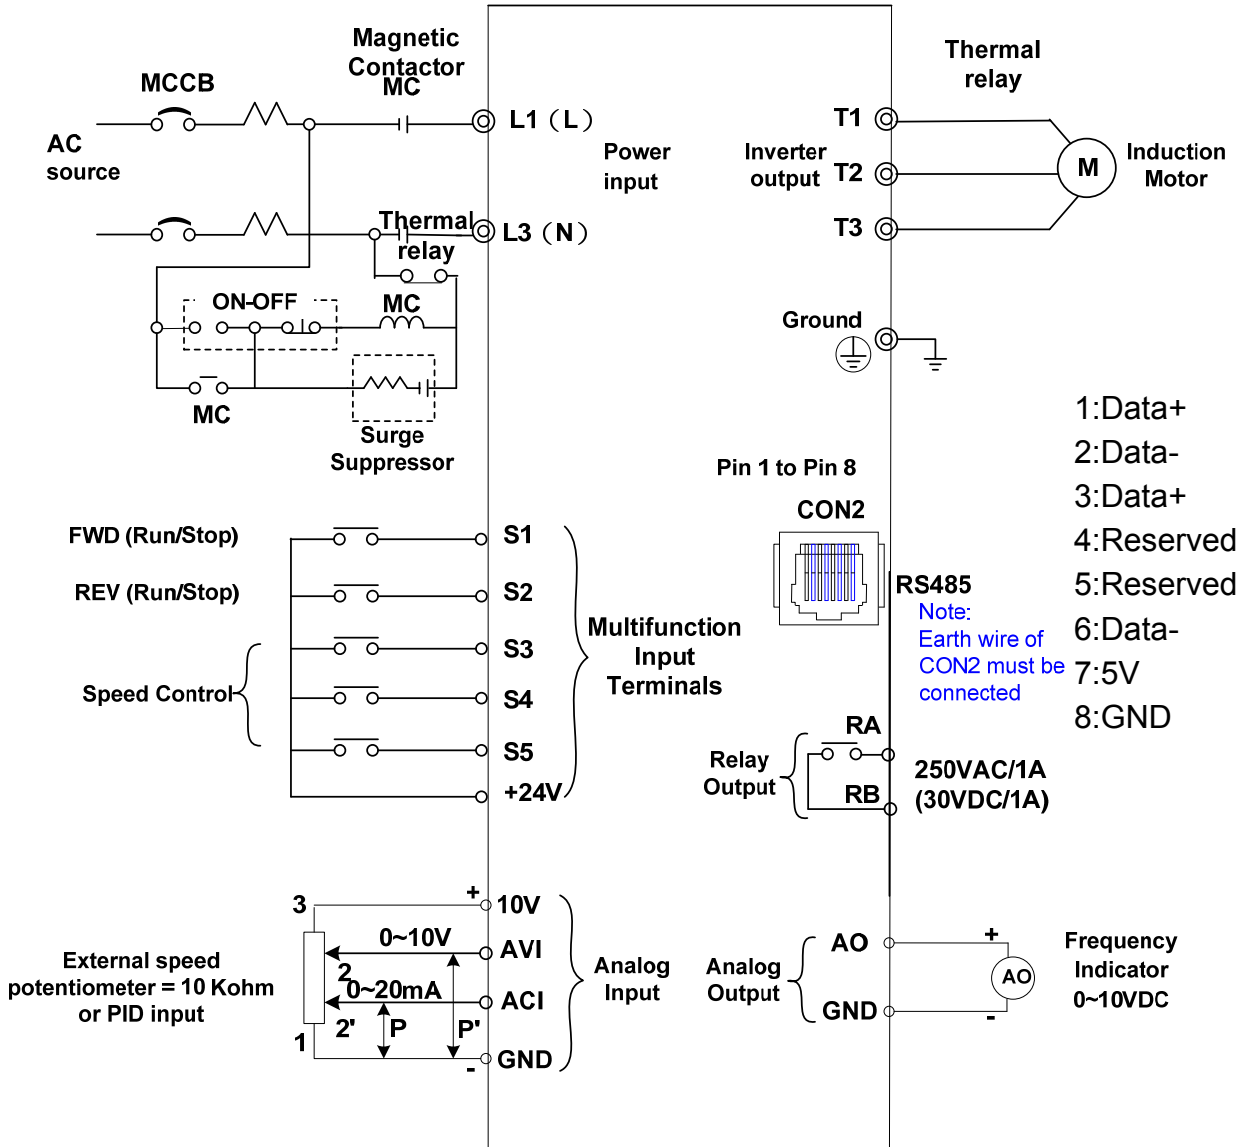 Magnetic
Contactor
MC
MCCB
AC
source
L1 (L)
Power
input
L3 (N)
Thermal
relay
ON-OFF
MC
MC
Surge
Suppressor
Thermal
relay
T1
Inverter
output
T2
T3
M
Induction
Motor
Ground
Pin 1 to Pin 8
CON2
RS485
Note:
Earth wire of
CON2 must be
connected
1:Data+
2:Data-
3:Data+
4:Reserved
5:Reserved
6:Data-
7:5V
8:GND
FWD (Run/Stop)
S1
REV (Run/Stop)
S2
S3
Speed Control
S4
S5
+24V
Multifunction
Input
Terminals
Relay
Output
RA
RB
250VAC/1A
(30VDC/1A)
External speed
potentiometer = 10 Kohm
or PID input
3
+
10V
0~10V
AVI
2
0~20mA
ACI
2'
P
P'
1
-
GND
Analog
Input
Analog
Output
AO
GND
+
AO
-
Frequency
Indicator
0~10VDC